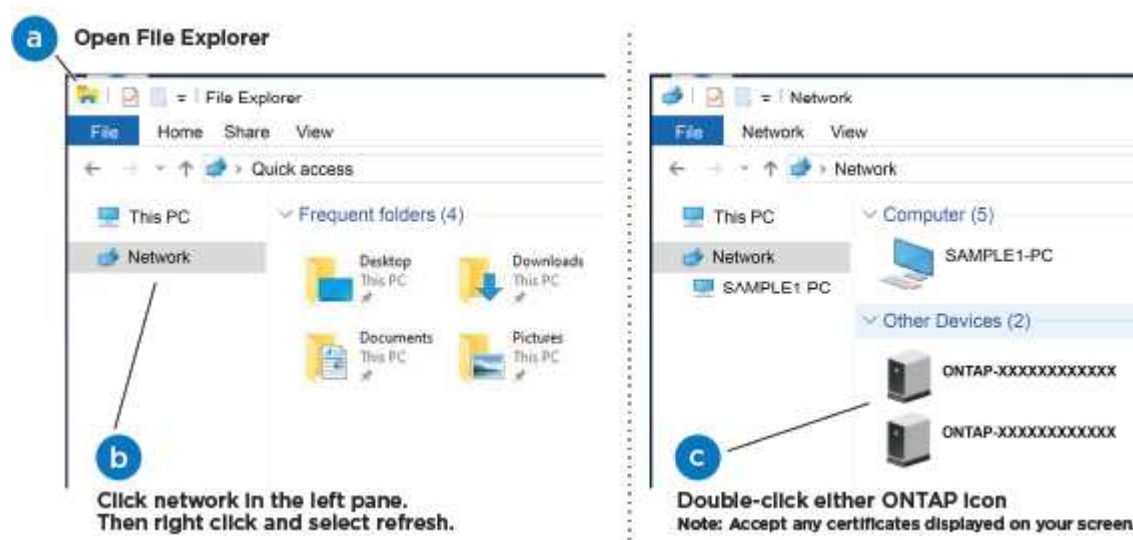 a
Open File Explorer
File Explorer
File Home Share View
Quick access
This PC
Network
Frequent folders (4)
Desktop
This PC
Downloads
This PC
Documents
This PC
Pictures
This PC
b
Click network in the left pane.
Then right click and select refresh.
Network
File Network View
Network
This PC
Network
SAMPLE1 PC
Computer (5)
SAMPLE1-PC
Other Devices (2)
ONTAP-XXXXXXXXXXXX
ONTAP-XXXXXXXXXXXX
c
Double-click either ONTAP icon
Note: Accept any certificates displayed on your screen.